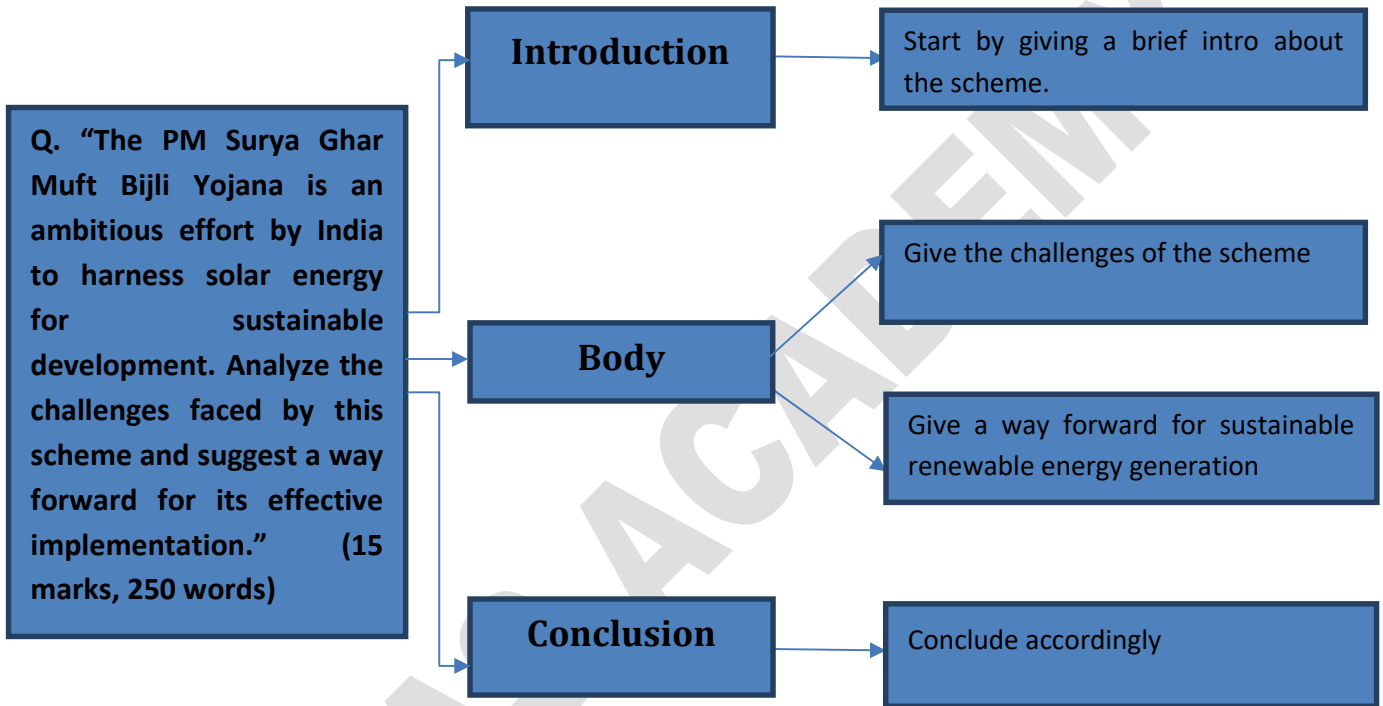 Q. “The PM Surya Ghar
Muft Bijli Yojana is an
ambitious effort by India
to harness solar energy
for sustainable
development. Analyze the
challenges faced by this
scheme and suggest a way
forward for its effective
implementation.” (15
marks, 250 words)
Introduction
Start by giving a brief intro about
the scheme.
Body
Give the challenges of the scheme
Give a way forward for sustainable
renewable energy generation
Conclusion
Conclude accordingly
ACADEM